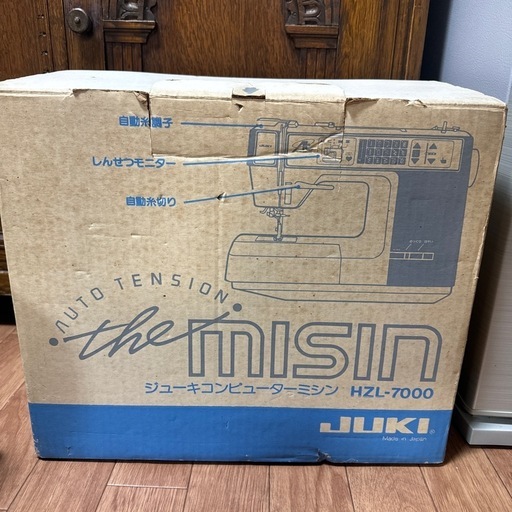 自動糸調子
しんせつモニター
自動糸切り
AUTO TENSION
the misin
ジューキコンピューターミシン HZL-7000
JUKI
Made in Japan